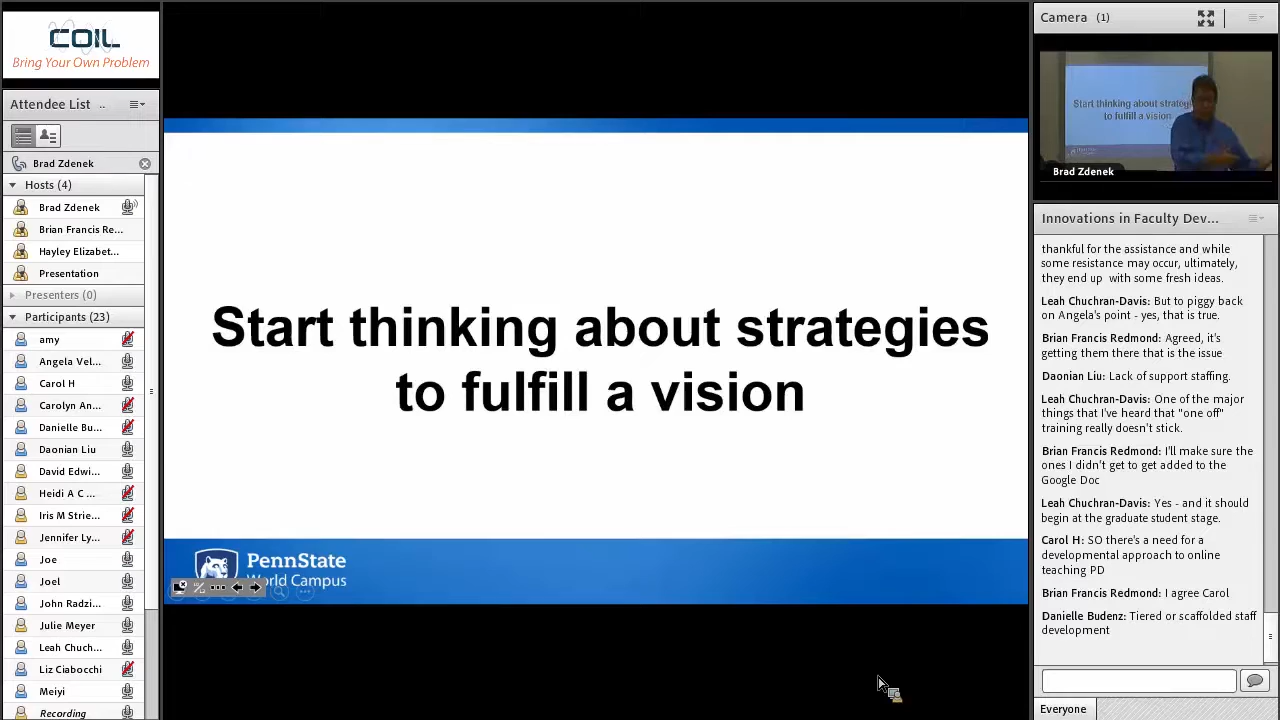 COIL
Bring Your Own Problem
Attendee List ..
Brad Zdenek
Hosts (4)
Brad Zdenek
Brian Francis Re...
Hayley Elizabet...
Presentation
Presenters (0)
Participants (23)
amy
Angela Vel...
Carol H
Carolyn An...
Danielle Bu...
Daonian Liu
David Edwi...
Heidi A C ...
Iris M Strie...
Jennifer Ly...
Joe
Joel
John Radzi...
Julie Meyer
Leah Chuch...
Liz Ciabocchi
Meiyi
Recording
Start thinking about strategies
to fulfill a vision
PennState
World Campus
Camera (1)
Start thinking about strateg
to fulfill a vision
Brad Zdenek
Innovations in Faculty Dev...
thankful for the assistance and while
some resistance may occur, ultimately,
they end up with some fresh ideas.
Leah Chuchran-Davis: But to piggy back
on Angela's point - yes, that is true.
Brian Francis Redmond: Agreed, it's
getting them there that is the issue
Daonian Liu: Lack of support staffing.
Leah Chuchran-Davis: One of the major
things that I've heard that "one off"
training really doesn't stick.
Brian Francis Redmond: I'll make sure the
ones I didn't get to get added to the
Google Doc
Leah Chuchran-Davis: Yes - and it should
begin at the graduate student stage.
Carol H: SO there's a need for a
developmental approach to online
teaching PD
Brian Francis Redmond: I agree Carol
Danielle Budenz: Tiered or scaffolded staff
development
Everyone